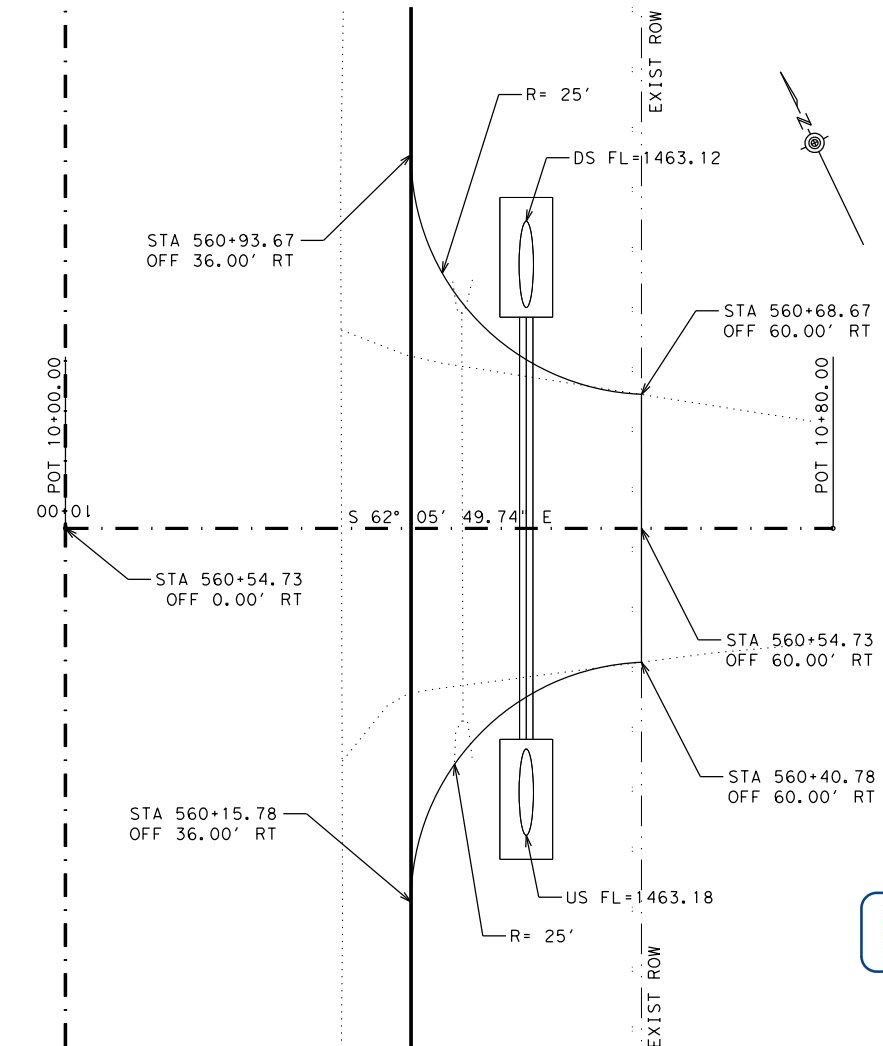 EXIST ROW
R= 25'
N
DS FL=1463.12
STA 560+93.67
OFF 36.00' RT
STA 560+68.67
OFF 60.00' RT
POT 10+00.00
POT 10+80.00
10+00
S 62° 05' 49.74" E
STA 560+54.73
OFF 0.00' RT
STA 560+54.73
OFF 60.00' RT
STA 560+40.78
OFF 60.00' RT
STA 560+15.78
OFF 36.00' RT
US FL=1463.18
R= 25'
EXIST ROW